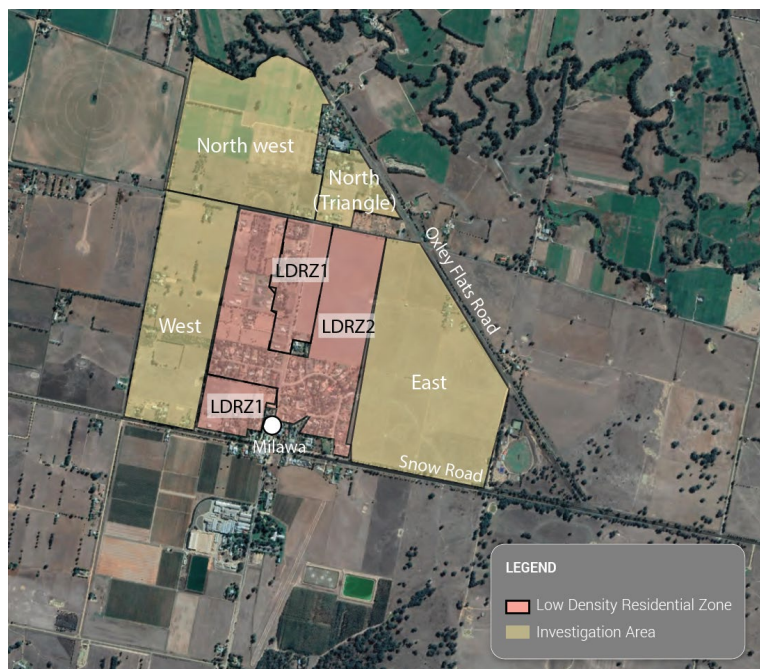 North west
North
(Triangle)
Oxley Flats Road
LDRZ1
West
LDRZ2
East
LDRZ1
Milawa
Snow Road
LEGEND
Low Density Residential Zone
Investigation Area